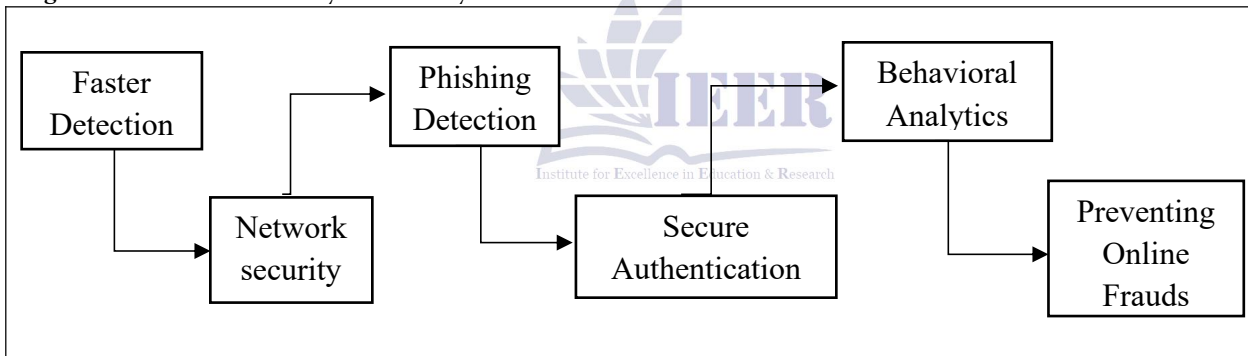 Faster
Detection
Network
security
Phishing
Detection
Secure
Authentication
Behavioral
Analytics
Preventing
Online
Frauds
IEER
Institute for Excellence in Education & Research